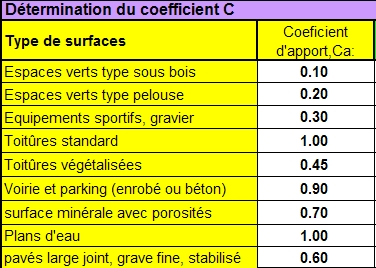 Détermination du coefficient C
Type de surfaces
Coeficient
d'apport,Ca:
Espaces verts type sous bois 0.10
Espaces verts type pelouse 0.20
Equipements sportifs, gravier 0.30
Toitûres standard 1.00
Toitûres végétalisées 0.45
Voirie et parking (enrobé ou béton) 0.90
surface minérale avec porosités 0.70
Plans d'eau 1.00
pavés large joint, grave fine, stabilisé 0.60